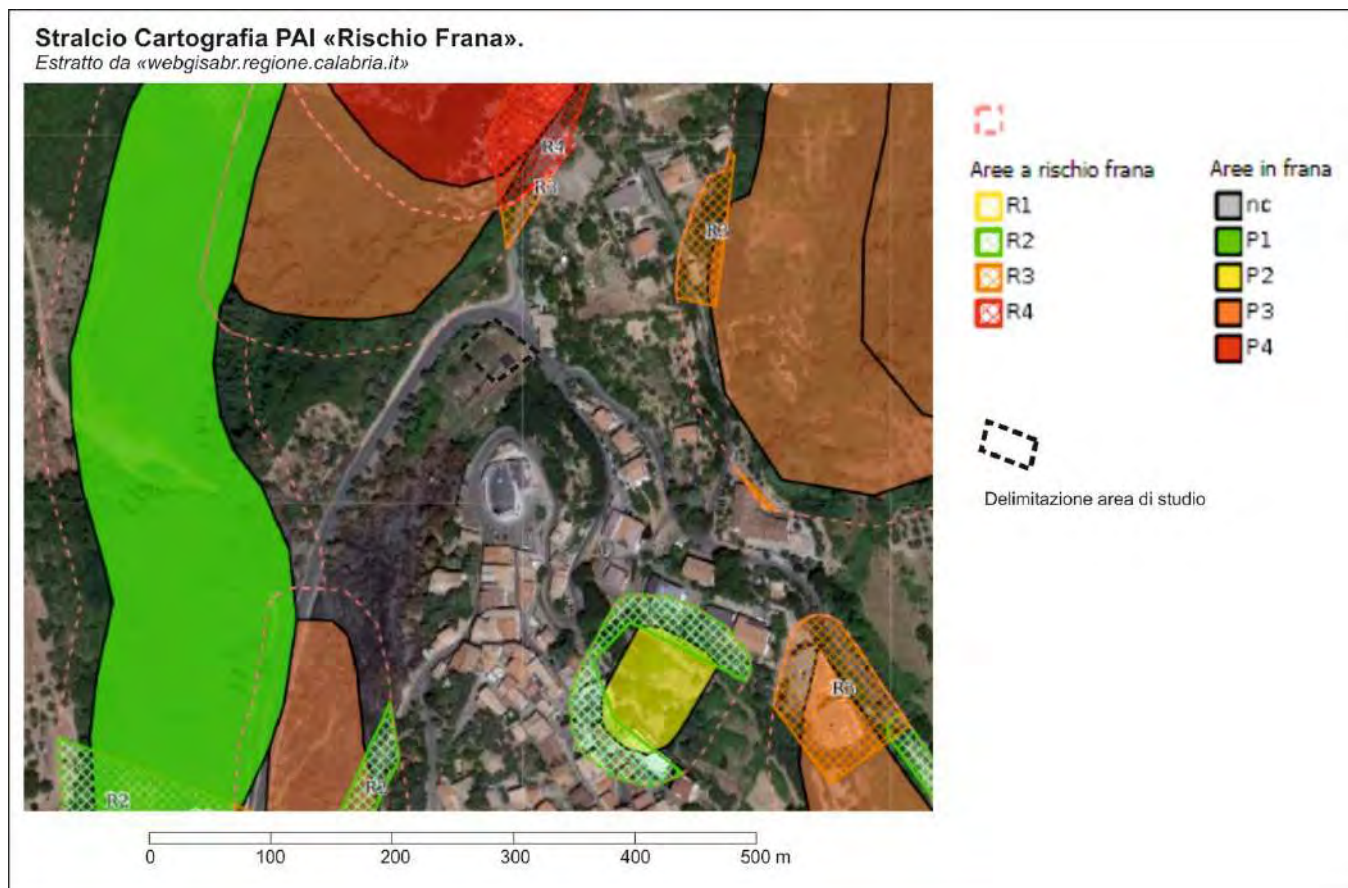 Stralcio Cartografia PAI «Rischio Frana».
Estratto da «webgisabr.regione.calabria.it»
R4
R3
R3
R3
R2
R2
Aree a rischio frana
R1
R2
R3
R4
Aree in frana
nc
P1
P2
P3
P4
Delimitazione area di studio
0 100 200 300 400 500 m